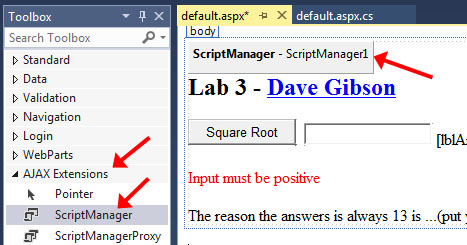 Toolbox
Search Toolbox
Standard
Data
Validation
Navigation
Login
WebParts
AJAX Extensions
Pointer
ScriptManager
ScriptManagerProxy
default.aspx* default.aspx.cs
body
ScriptManager - ScriptManager1
Lab 3 - Dave Gibson
Square Root [lblAn
Input must be positive
The reason the answers is always 13 is ...(put y